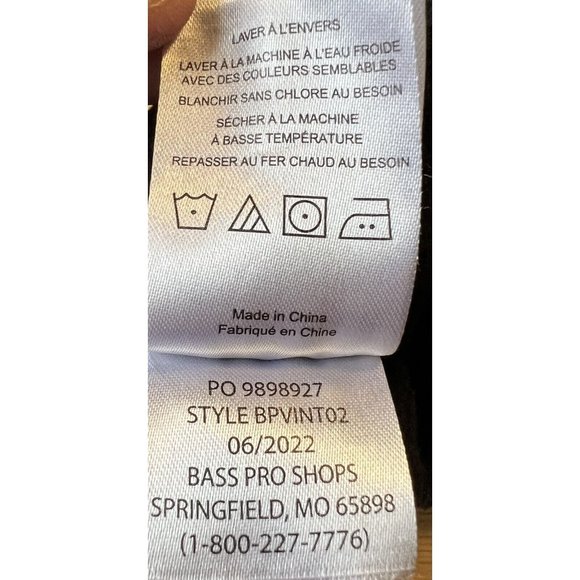 LAVER À L'ENVERS
LAVER À LA MACHINE À L'EAU FROIDE
AVEC DES COULEURS SEMBLABLES
BLANCHIR SANS CHLORE AU BESOIN
SÉCHER À LA MACHINE
À BASSE TEMPÉRATURE
REPASSER AU FER CHAUD AU BESOIN
Made in China
Fabriqué en Chine
PO 9898927
STYLE BPVINT02
06/2022
BASS PRO SHOPS
SPRINGFIELD, MO 65898
(1-800-227-7776)